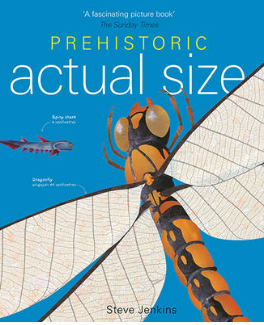 'A fascinating picture book'
The Sunday Times
PREHISTORIC
actual size
Spiny shark
Dragonfly
Steve Jenkins